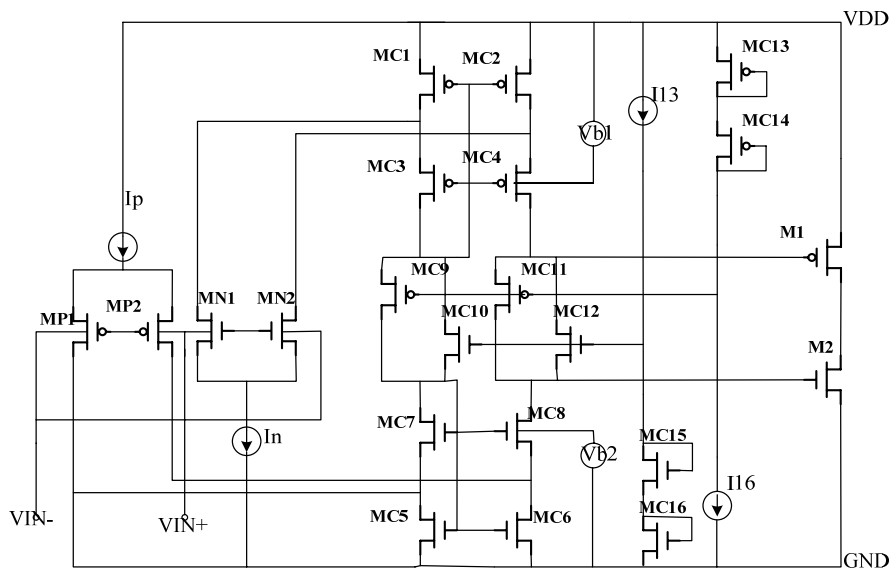 VDD
MC1 MC2 MC13
I13
Vb1
MC14
MC3 MC4
Ip
M1
MC9 MC11
MP1 MP2 MN1 MN2
MC10 MC12
M2
MC7 MC8
In
Vb2
MC15
I16
MC16
VIN- VIN+
MC5 MC6
GND